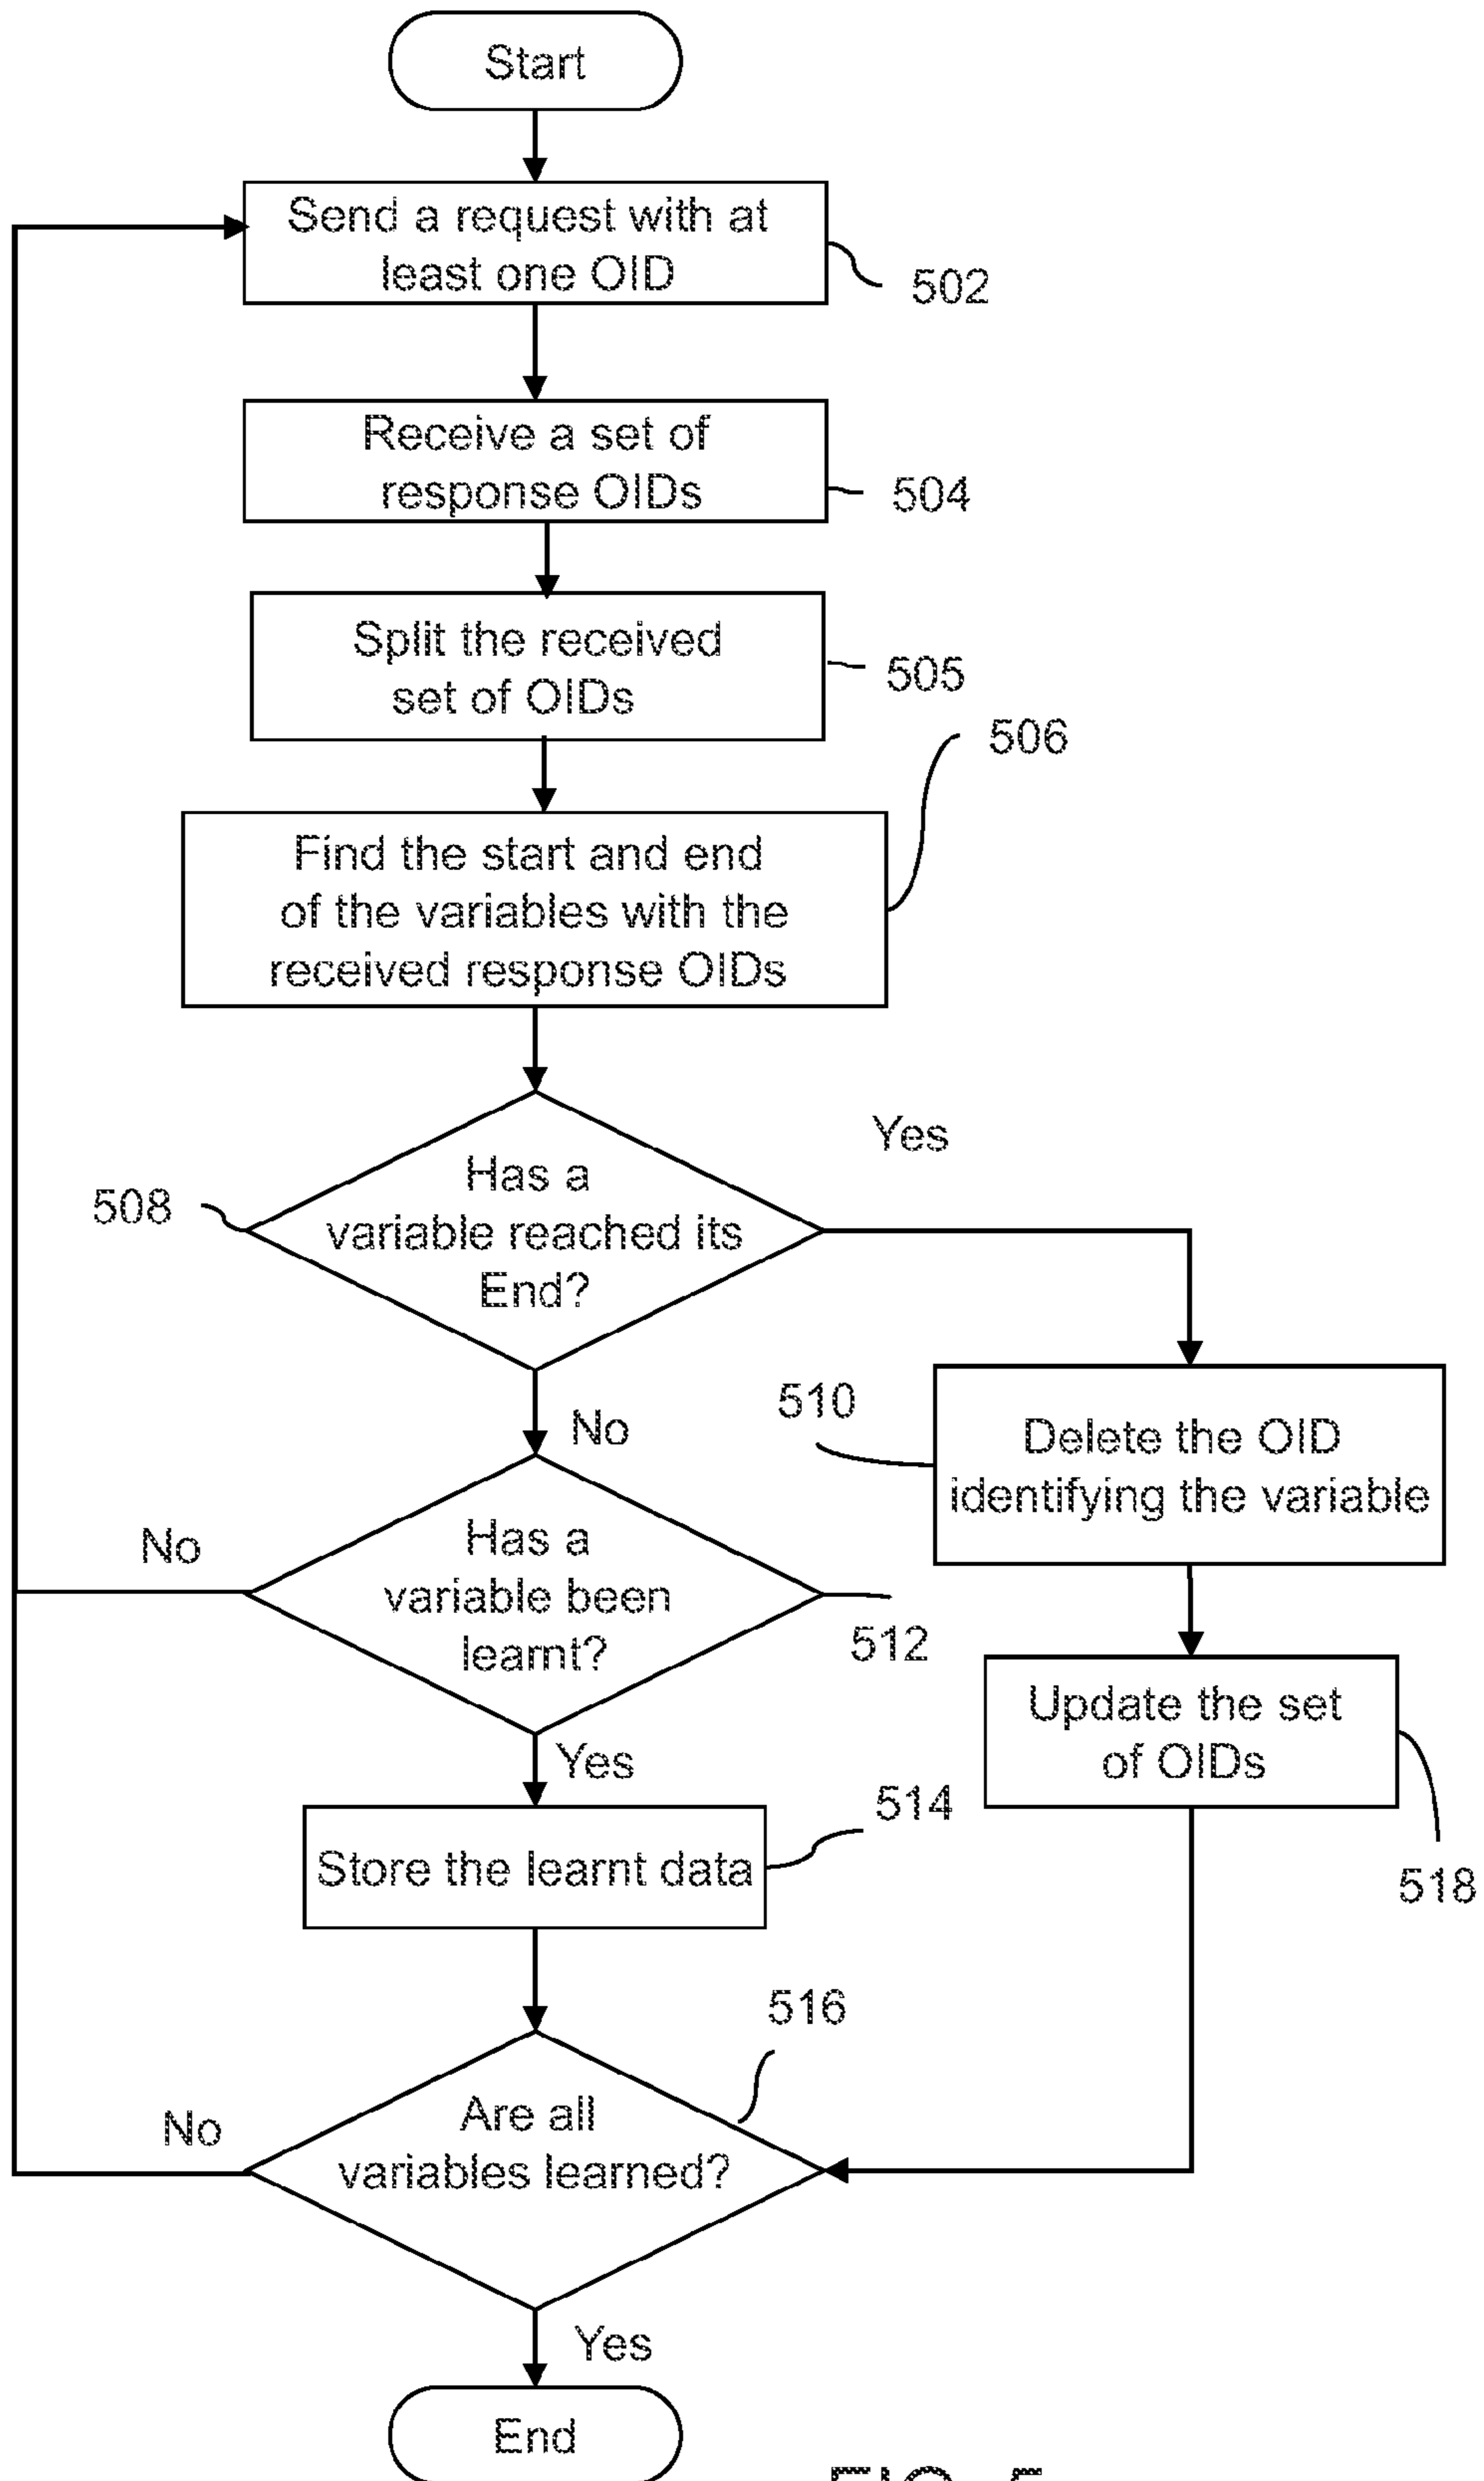 Start
Send a request with at
least one OID
502
Receive a set of
response OIDs
504
Split the received
set of OIDs
505
506
Find the start and end
of the variables with the
received response OIDs
Yes
508
Has a
variable reached its
End?
No
510
Delete the OID
identifying the variable
No
Has a
variable been
learnt?
512
Update the set
of OIDs
518
Yes
514
Store the learnt data
516
No
Are all
variables learned?
Yes
End
FIG. 5